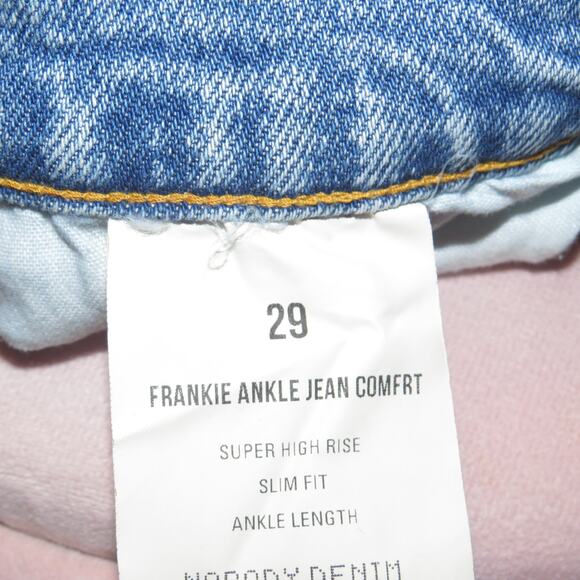 29
FRANKIE ANKLE JEAN COMFRT
SUPER HIGH RISE
SLIM FIT
ANKLE LENGTH
NOBODY DENIM